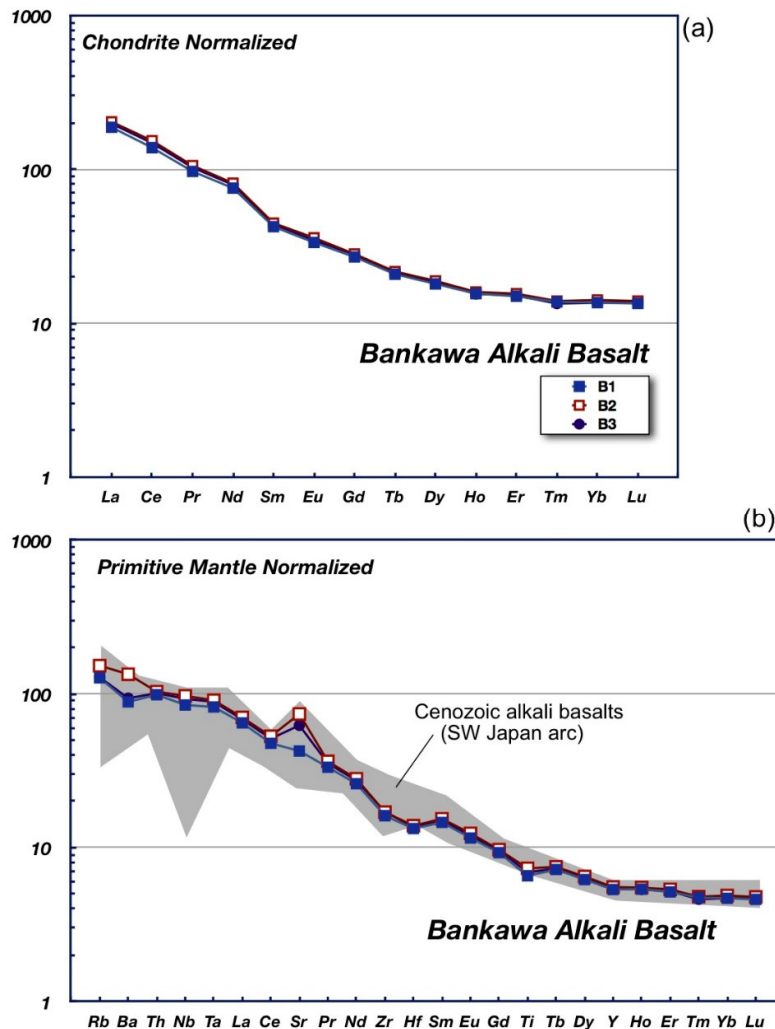 (a)
Chondrite Normalized
1000
100
10
1
Bankawa Alkali Basalt
B1
B2
B3
La Ce Pr Nd Sm Eu Gd Tb Dy Ho Er Tm Yb Lu
(b)
Primitive Mantle Normalized
1000
100
10
1
Cenozoic alkali basalts
(SW Japan arc)
Bankawa Alkali Basalt
Rb Ba Th Nb Ta La Ce Sr Pr Nd Zr Hf Sm Eu Gd Ti Tb Dy Y Ho Er Tm Yb Lu